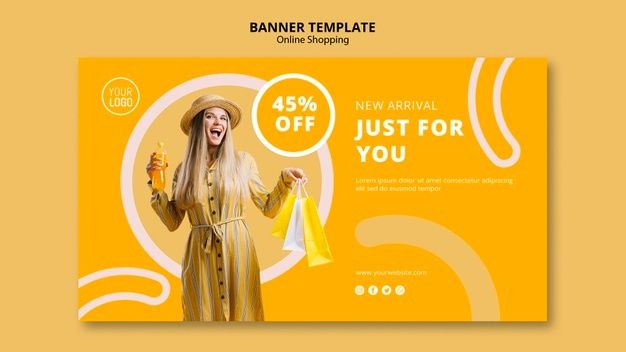 BANNER TEMPLATE
Online Shopping
YOUR
LOGO
45%
OFF
NEW ARRIVAL
JUST FOR
YOU
Lorem ipsum dolor sit amet consectetur adipiscing
elit sed do eiusmod tempor
www.yourwebsite.com